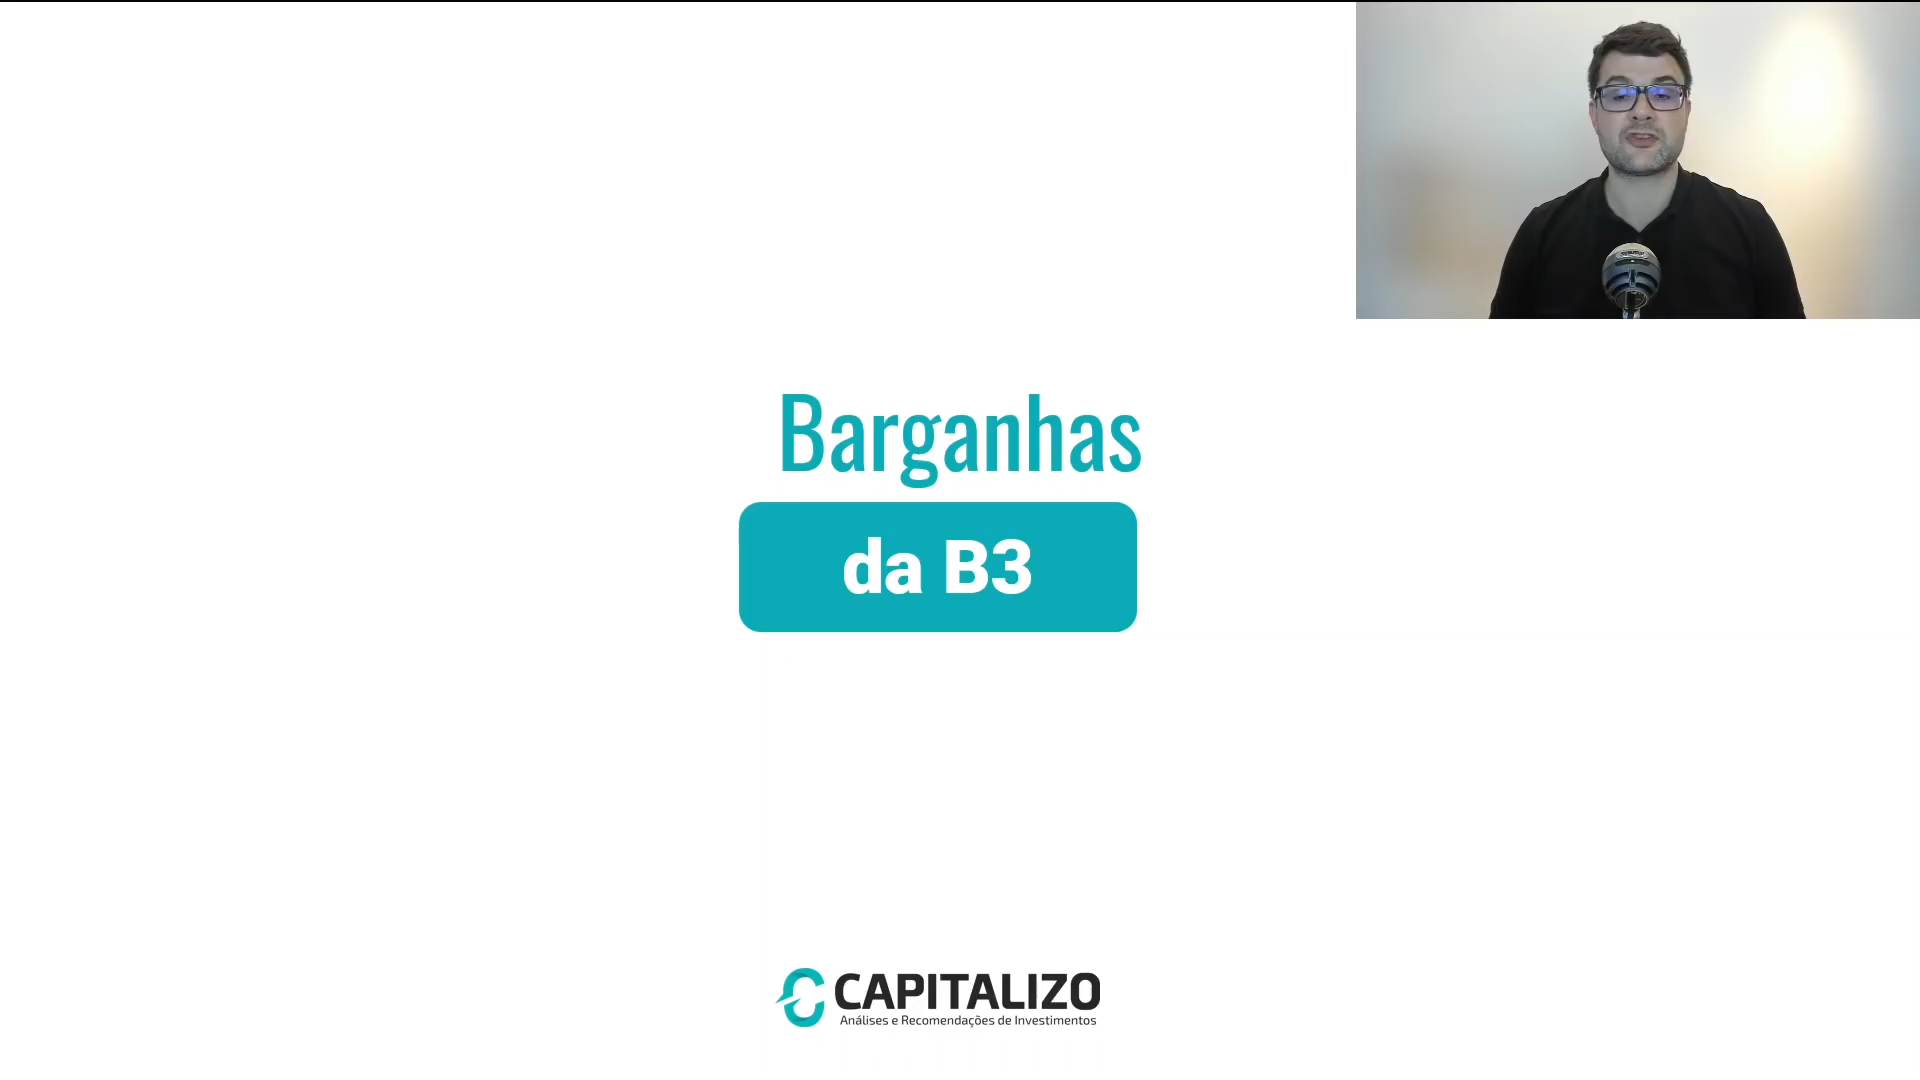 Barganhas
da B3
CAPITALIZO
Análises e Recomendações de Investimentos